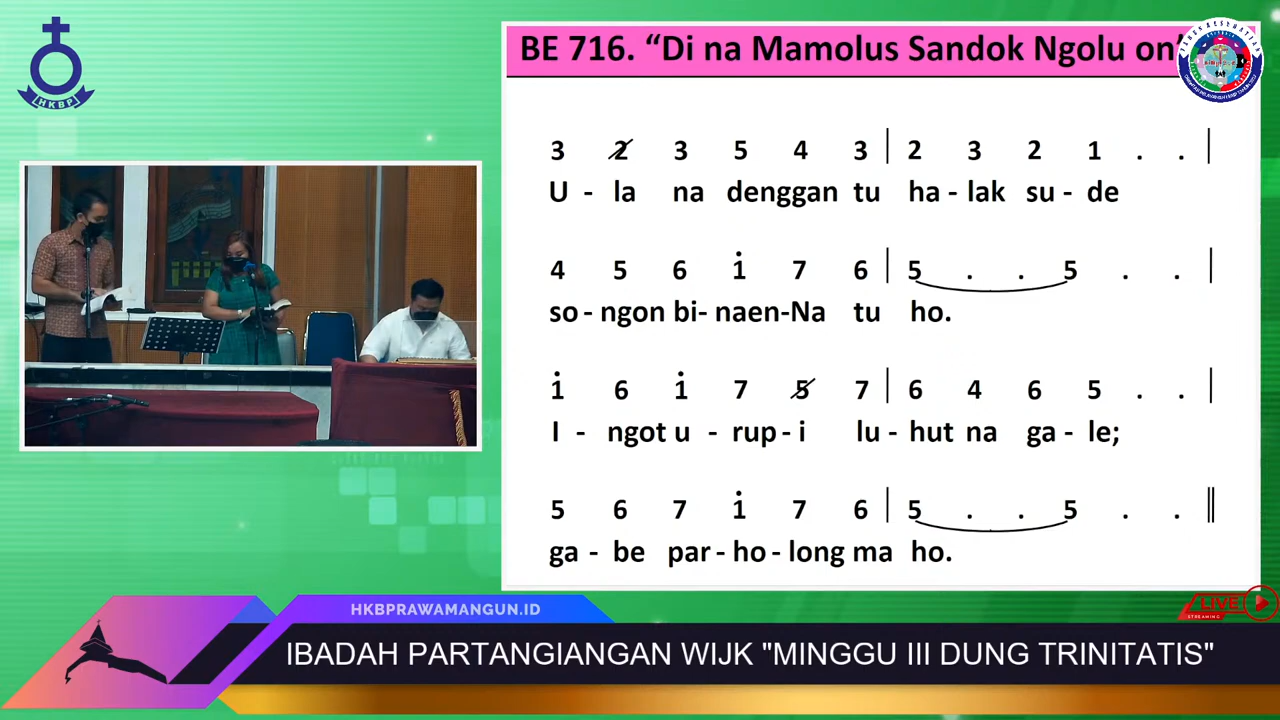 HKBP
BE 716. “Di na Mamolus Sandok Ngolu on
3 2 3 5 4 3 | 2 3 2 1 . . |
U - la na denggan tu ha - lak su - de
4 5 6 i 7 6 | 5 . . 5 . . |
so - ngon bi- naen-Na tu ho.
i 6 i 7 5 7 | 6 4 6 5 . . |
I - ngot u - rup - i lu - hut na ga - le;
5 6 7 i 7 6 | 5 . . 5 . . ||
ga - be par - ho - long ma ho.
HKBPRAWAMANGUN.ID
LIVE
STREAMING
IBADAH PARTANGIANGAN WIJK "MINGGU III DUNG TRINITATIS"